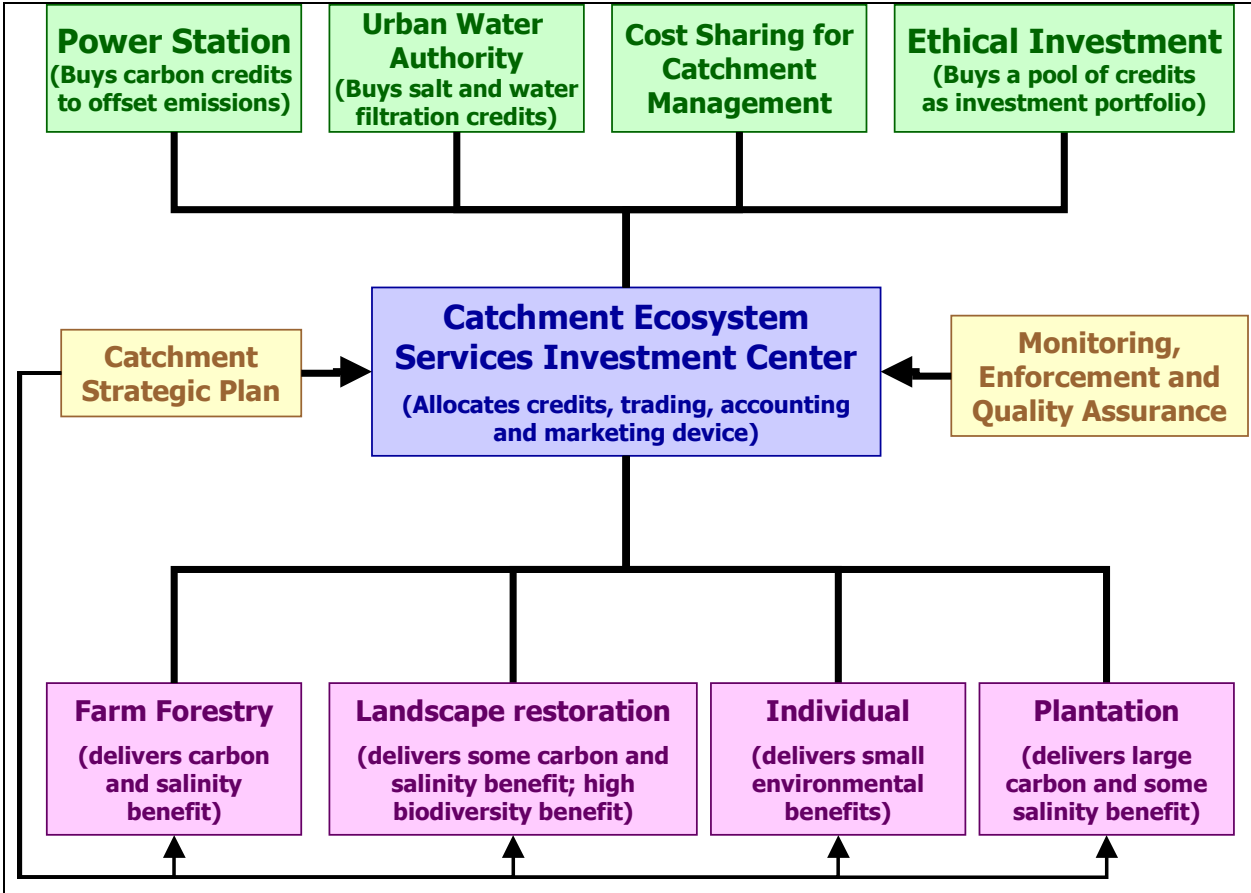 Power Station
(Buys carbon credits
to offset emissions)
Urban Water
Authority
(Buys salt and water
filtration credits)
Cost Sharing for
Catchment
Management
Ethical Investment
(Buys a pool of credits
as investment portfolio)
Catchment
Strategic Plan
Catchment Ecosystem
Services Investment Center
(Allocates credits, trading, accounting
and marketing device)
Monitoring,
Enforcement and
Quality Assurance
Farm Forestry
(delivers carbon
and salinity
benefit)
Landscape restoration
(delivers some carbon and
salinity benefit; high
biodiversity benefit)
Individual
(delivers small
environmental
benefits)
Plantation
(delivers large
carbon and some
salinity benefit)